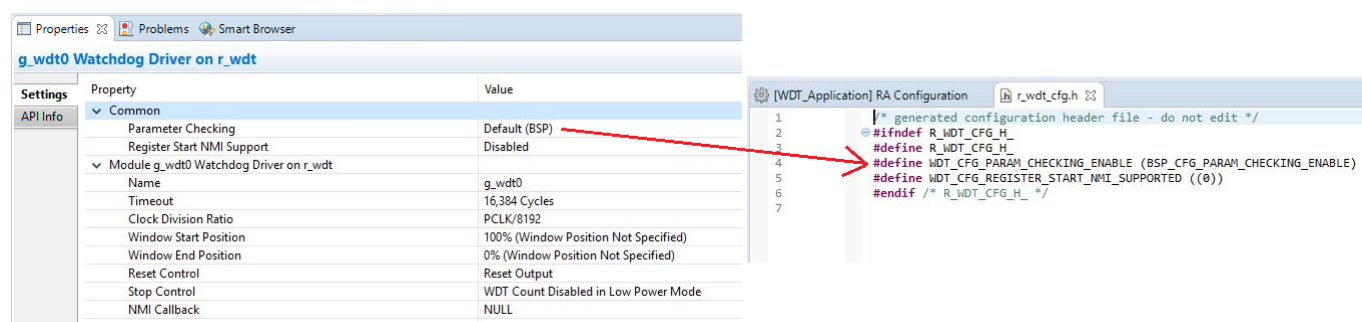 Properties Problems Smart Browser
g_wdt0 Watchdog Driver on r_wdt
Settings
API Info
Property Value
Common
Parameter Checking Default (BSP)
Register Start NMI Support Disabled
Module g_wdt0 Watchdog Driver on r_wdt
Name g_wdt0
Timeout 16,384 Cycles
Clock Division Ratio PCLK/8192
Window Start Position 100% (Window Position Not Specified)
Window End Position 0% (Window Position Not Specified)
Reset Control Reset Output
Stop Control WDT Count Disabled in Low Power Mode
NMI Callback NULL
[WDT_Application] RA Configuration r_wdt_cfg.h
1 /* generated configuration header file - do not edit */
2 #ifndef R_WDT_CFG_H_
3 #define R_WDT_CFG_H_
4 #define WDT_CFG_PARAM_CHECKING_ENABLE (BSP_CFG_PARAM_CHECKING_ENABLE)
5 #define WDT_CFG_REGISTER_START_NMI_SUPPORTED ((0))
6 #endif /* R_WDT_CFG_H_ */
7